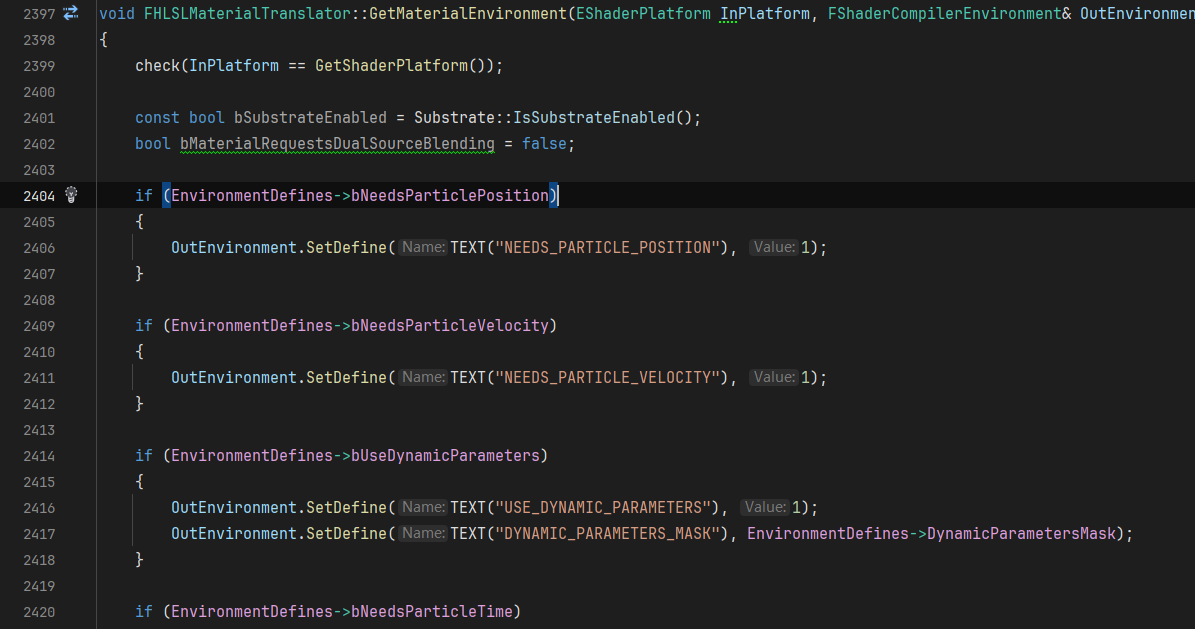 2397 void FHLSLMaterialTranslator::GetMaterialEnvironment(EShaderPlatform InPlatform, FShaderCompilerEnvironment& OutEnvironmen
2398 {
2399 check(InPlatform == GetShaderPlatform());
2400
2401 const bool bSubstrateEnabled = Substrate::IsSubstrateEnabled();
2402 bool bMaterialRequestsDualSourceBlending = false;
2403
2404 if (EnvironmentDefines->bNeedsParticlePosition)
2405 {
2406 OutEnvironment.SetDefine( Name: TEXT("NEEDS_PARTICLE_POSITION"), Value: 1);
2407 }
2408
2409 if (EnvironmentDefines->bNeedsParticleVelocity)
2410 {
2411 OutEnvironment.SetDefine( Name: TEXT("NEEDS_PARTICLE_VELOCITY"), Value: 1);
2412 }
2413
2414 if (EnvironmentDefines->bUseDynamicParameters)
2415 {
2416 OutEnvironment.SetDefine( Name: TEXT("USE_DYNAMIC_PARAMETERS"), Value: 1);
2417 OutEnvironment.SetDefine( Name: TEXT("DYNAMIC_PARAMETERS_MASK"), EnvironmentDefines->DynamicParametersMask);
2418 }
2419
2420 if (EnvironmentDefines->bNeedsParticleTime)